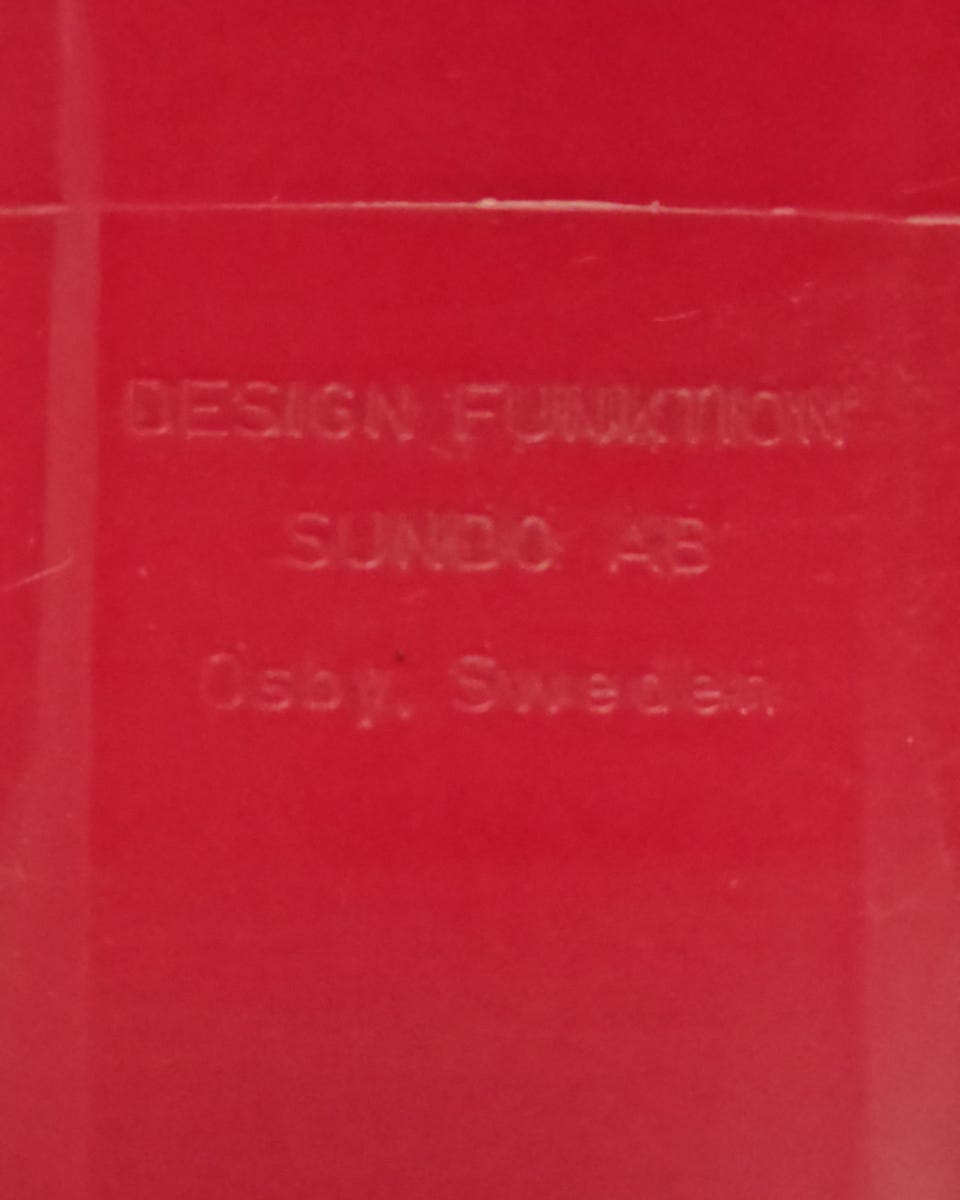 DESIGN FUNKTION
SUNDO AB
Osby, Sweden